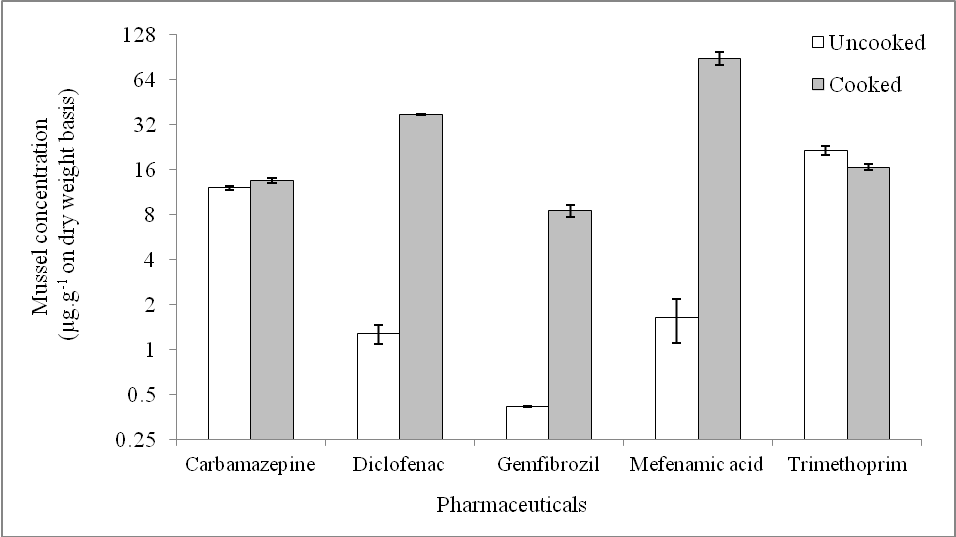 128
64
32
16
8
4
2
1
0.5
0.25
Mussel concentration
(µg.g-1 on dry weight basis)
Uncooked
Cooked
Carbamazepine Diclofenac Gemfibrozil Mefenamic acid Trimethoprim
Pharmaceuticals